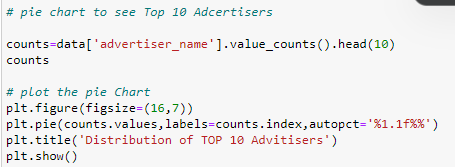 # pie chart to see Top 10 Adcertisers
counts=data['advertiser_name'].value_counts().head(10)
counts
# plot the pie Chart
plt.figure(figsize=(16,7))
plt.pie(counts.values,labels=counts.index,autopct='%1.1f%%')
plt.title('Distribution of TOP 10 Advitisers')
plt.show()